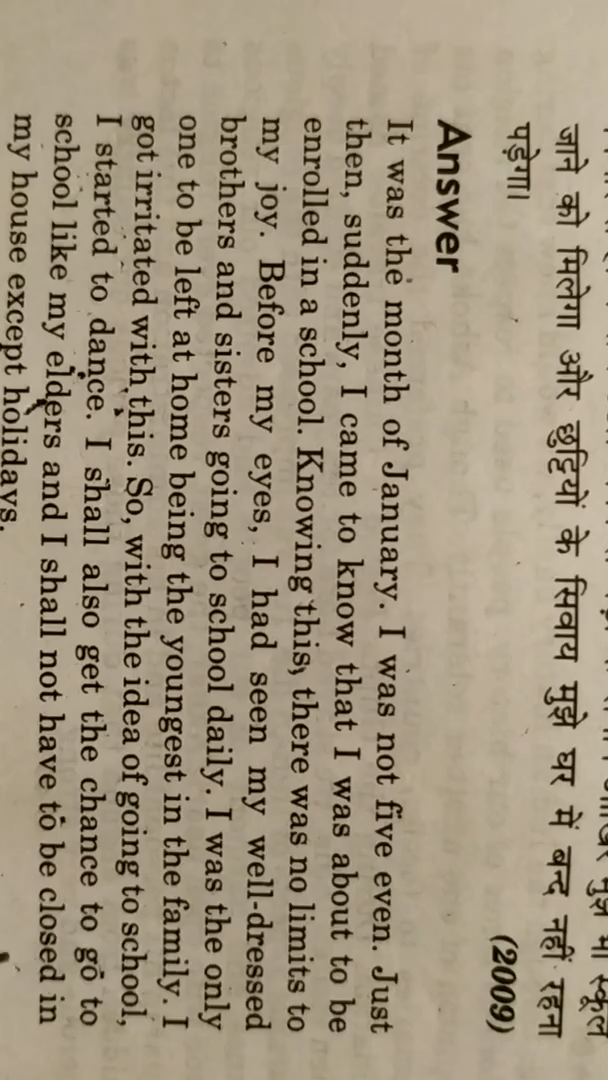 मुझे भी स्कूल
जाने को मिलेगा और छुट्टियों के सिवाय मुझे घर में बन्द नहीं रहना
पड़ेगा।
(2009)
Answer
It was the month of January. I was not five even. Just
then, suddenly, I came to know that I was about to be
enrolled in a school. Knowing this, there was no limits to
my joy. Before my eyes, I had seen my well-dressed
brothers and sisters going to school daily. I was the only
one to be left at home being the youngest in the family. I
got irritated with this. So, with the idea of going to school,
I started to dance. I shall also get the chance to go to
school like my elders and I shall not have to be closed in
my house except holidays.